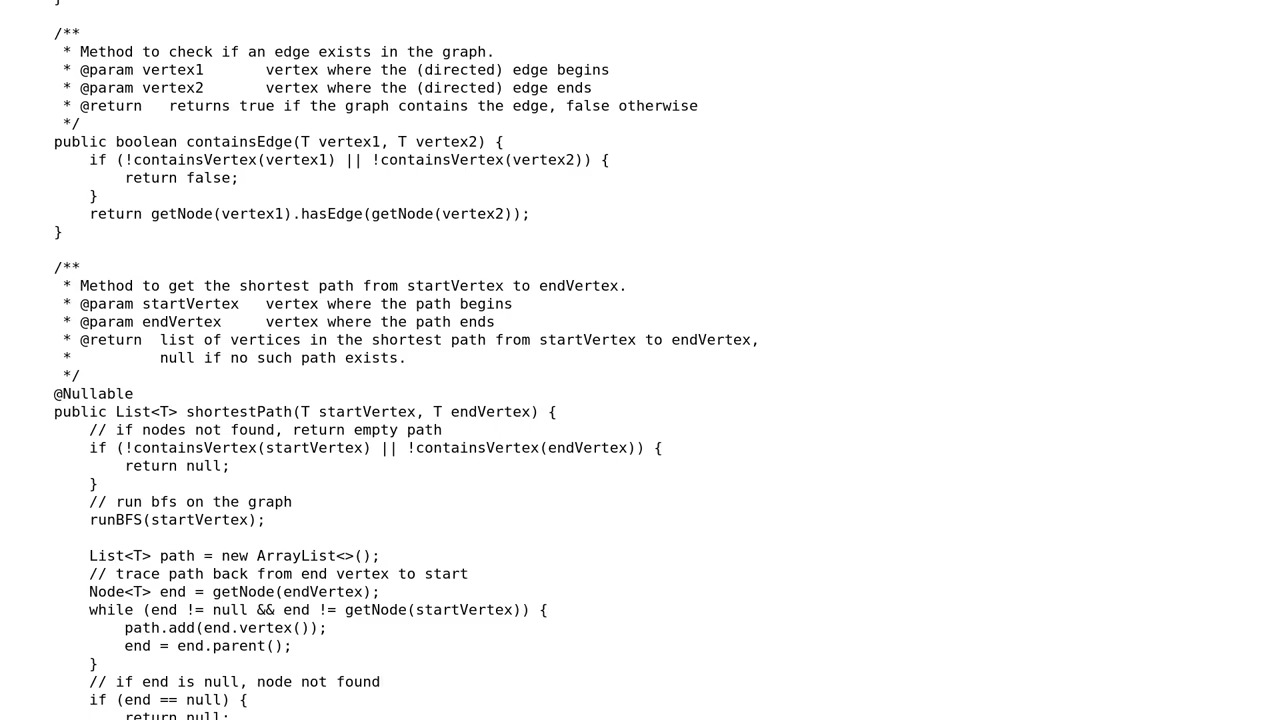 }
/**
 * Method to check if an edge exists in the graph.
 * @param vertex1       vertex where the (directed) edge begins
 * @param vertex2       vertex where the (directed) edge ends
 * @return   returns true if the graph contains the edge, false otherwise
 */
public boolean containsEdge(T vertex1, T vertex2) {
    if (!containsVertex(vertex1) || !containsVertex(vertex2)) {
        return false;
    }
    return getNode(vertex1).hasEdge(getNode(vertex2));
}
/**
 * Method to get the shortest path from startVertex to endVertex.
 * @param startVertex   vertex where the path begins
 * @param endVertex     vertex where the path ends
 * @return  list of vertices in the shortest path from startVertex to endVertex,
 *          null if no such path exists.
 */
@Nullable
public List<T> shortestPath(T startVertex, T endVertex) {
    // if nodes not found, return empty path
    if (!containsVertex(startVertex) || !containsVertex(endVertex)) {
        return null;
    }
    // run bfs on the graph
    runBFS(startVertex);
    List<T> path = new ArrayList<>();
    // trace path back from end vertex to start
    Node<T> end = getNode(endVertex);
    while (end != null && end != getNode(startVertex)) {
        path.add(end.vertex());
        end = end.parent();
    }
    // if end is null, node not found
    if (end == null) {
        return null;